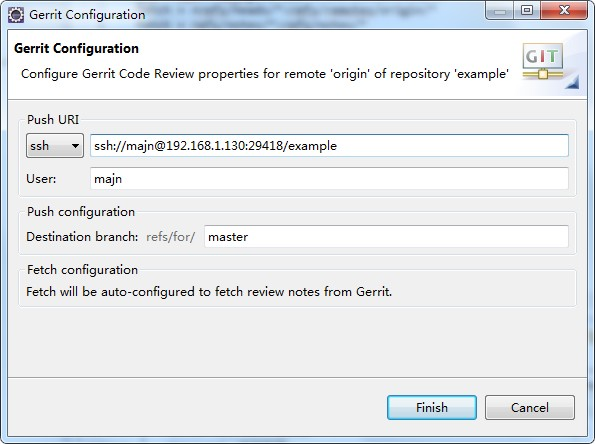 Gerrit Configuration
Gerrit Configuration
Configure Gerrit Code Review properties for remote 'origin' of repository 'example'
GIT
Push URI
ssh ssh://majn@192.168.1.130:29418/example
User: majn
Push configuration
Destination branch: refs/for/ master
Fetch configuration
Fetch will be auto-configured to fetch review notes from Gerrit.
Finish Cancel